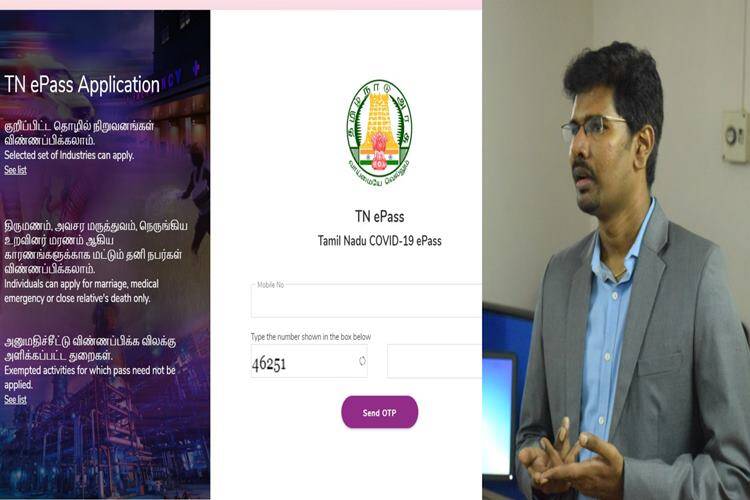 TN ePass Application
குறிப்பிட்ட தொழில் நிறுவனங்கள்
விண்ணப்பிக்கலாம்.
Selected set of Industries can apply.
See list
திருமணம், அவசர மருத்துவம், நெருங்கிய
உறவினர் மரணம் ஆகிய
காரணங்களுக்காக மட்டும் தனி நபர்கள்
விண்ணப்பிக்கலாம்.
Individuals can apply for marriage, medical
emergency or close relative's death only.
அனுமதிச்சீட்டு விண்ணப்பிக்க விலக்கு
அளிக்கப்பட்ட துறைகள்.
Exempted activities for which pass need not be
applied.
See list
தமிழ்நாடு அரசு
வாய்மையே வெல்லும்
TN ePass
Tamil Nadu COVID-19 ePass
Mobile No
Type the number shown in the box below
46251
Send OTP